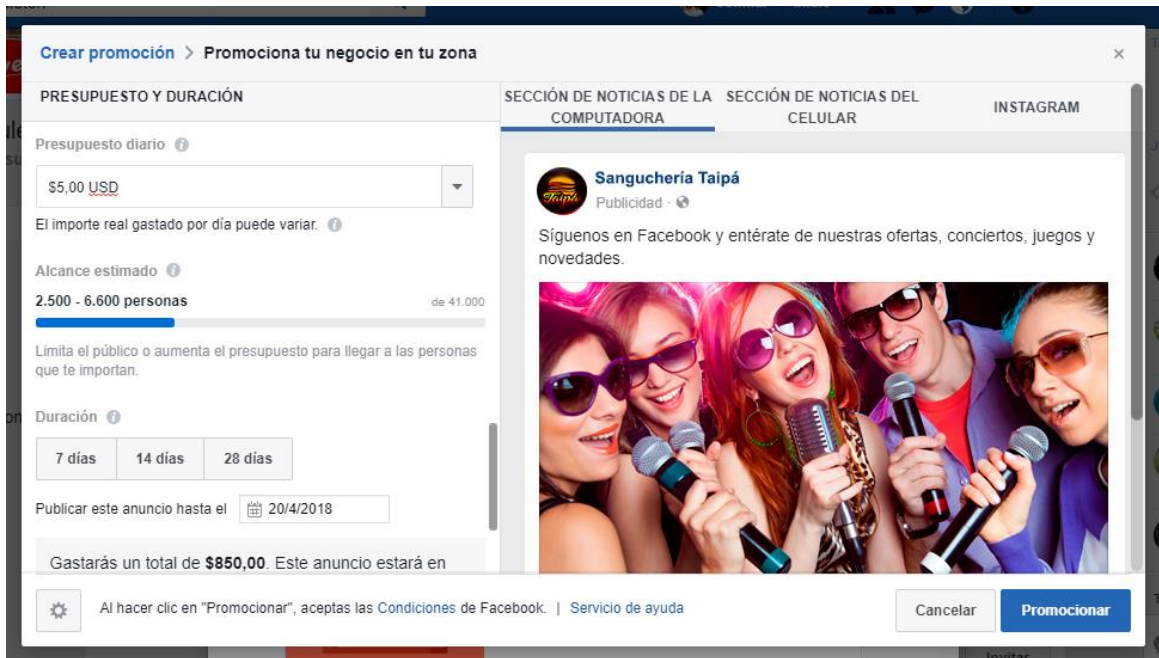 Crear promoción > Promociona tu negocio en tu zona
×
PRESUPUESTO Y DURACIÓN
Presupuesto diario
$5,00 USD
El importe real gastado por día puede variar.
Alcance estimado
2.500 - 6.600 personas
de 41.000
Limita el público o aumenta el presupuesto para llegar a las personas
que te importan.
Duración
7 días
14 días
28 días
Publicar este anuncio hasta el
20/4/2018
Gastarás un total de $850,00. Este anuncio estará en
SECCIÓN DE NOTICIAS DE LA
COMPUTADORA
SECCIÓN DE NOTICIAS DEL
CELULAR
INSTAGRAM
Taipá
Sanguchería Taipá
Publicidad ·
Síguenos en Facebook y entérate de nuestras ofertas, conciertos, juegos y
novedades.
Al hacer clic en "Promocionar", aceptas las Condiciones de Facebook. | Servicio de ayuda
Cancelar
Promocionar